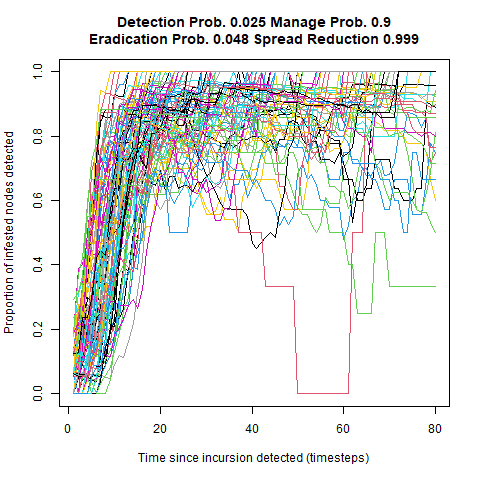 Detection Prob. 0.025 Manage Prob. 0.9
Eradication Prob. 0.048 Spread Reduction 0.999
Proportion of infested nodes detected
1.0
0.8
0.6
0.4
0.2
0.0
0
20
40
60
80
Time since incursion detected (timesteps)